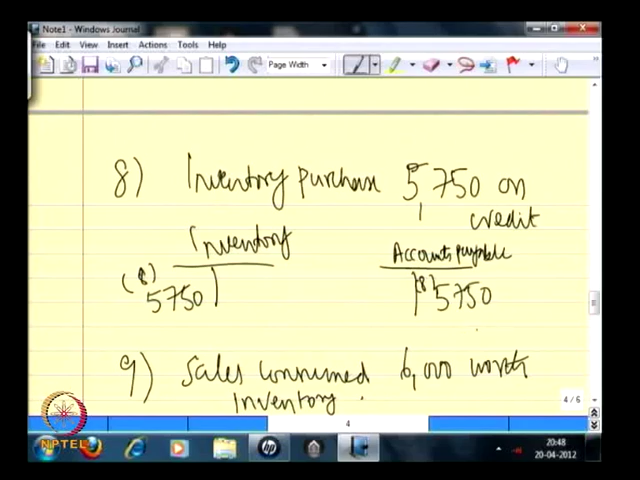 Note1 - Windows Journal
File Edit View Insert Actions Tools Help
Page Width
8) Inventory purchase 5,750 on
credit
Inventory
Accounts payable
(8)
5750
(8) 5750
9) Sales consumed 6,000 worth
inventory.
4 / 6
4
NPTEL
20:48
20-04-2012